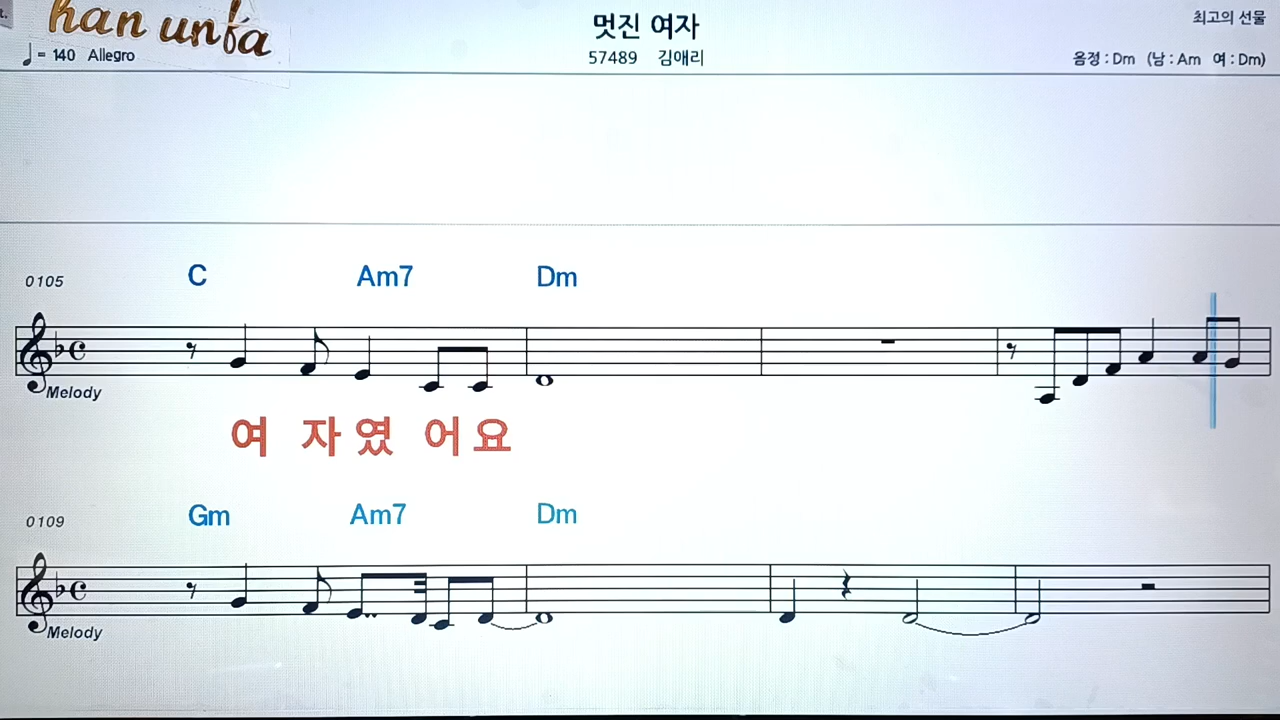 han unfa
멋진 여자
최고의 선물
♩ = 140 Allegro
57489 김애리
음정 : Dm (남 : Am 여 : Dm)
0105
C Am7 Dm
Melody
여 자였 어요
0109
Gm Am7 Dm
Melody